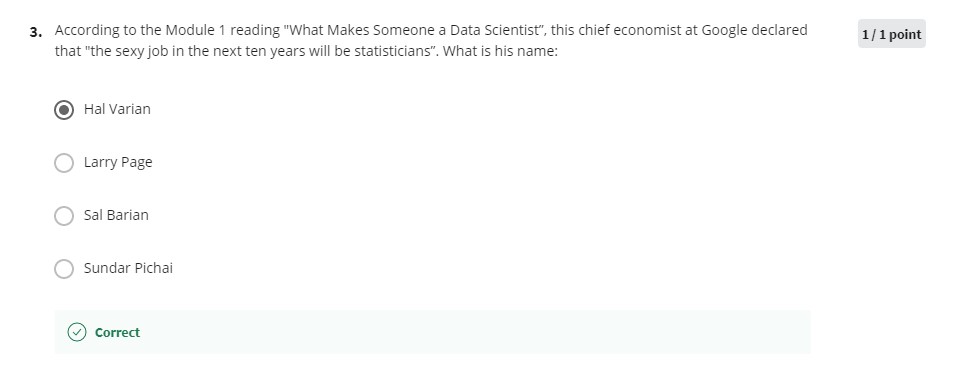 3. According to the Module 1 reading "What Makes Someone a Data Scientist”, this chief economist at Google declared
that "the sexy job in the next ten years will be statisticians”. What is his name:
1 / 1 point
Hal Varian
Larry Page
Sal Barian
Sundar Pichai
Correct